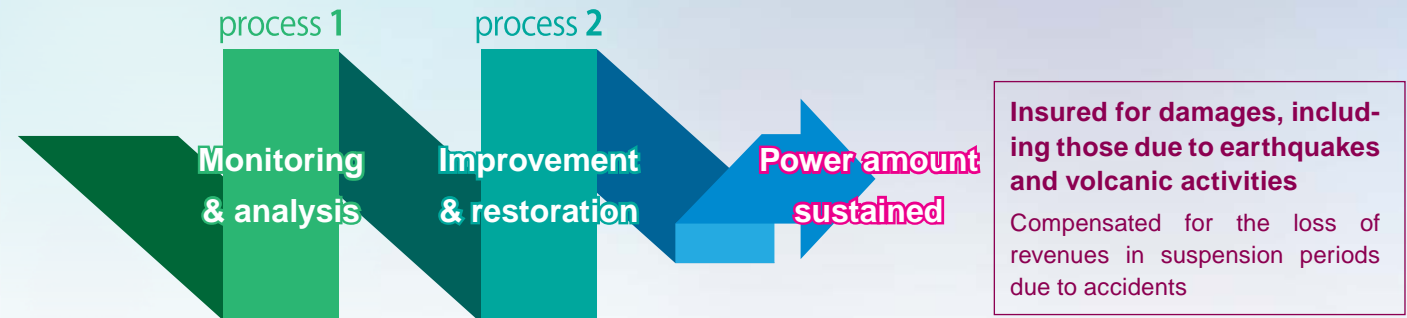 process 1
process 2
Monitoring
& analysis
Improvement
& restoration
Power amount
sustained
Insured for damages, includ-
ing those due to earthquakes
and volcanic activities
Compensated for the loss of
revenues in suspension periods
due to accidents